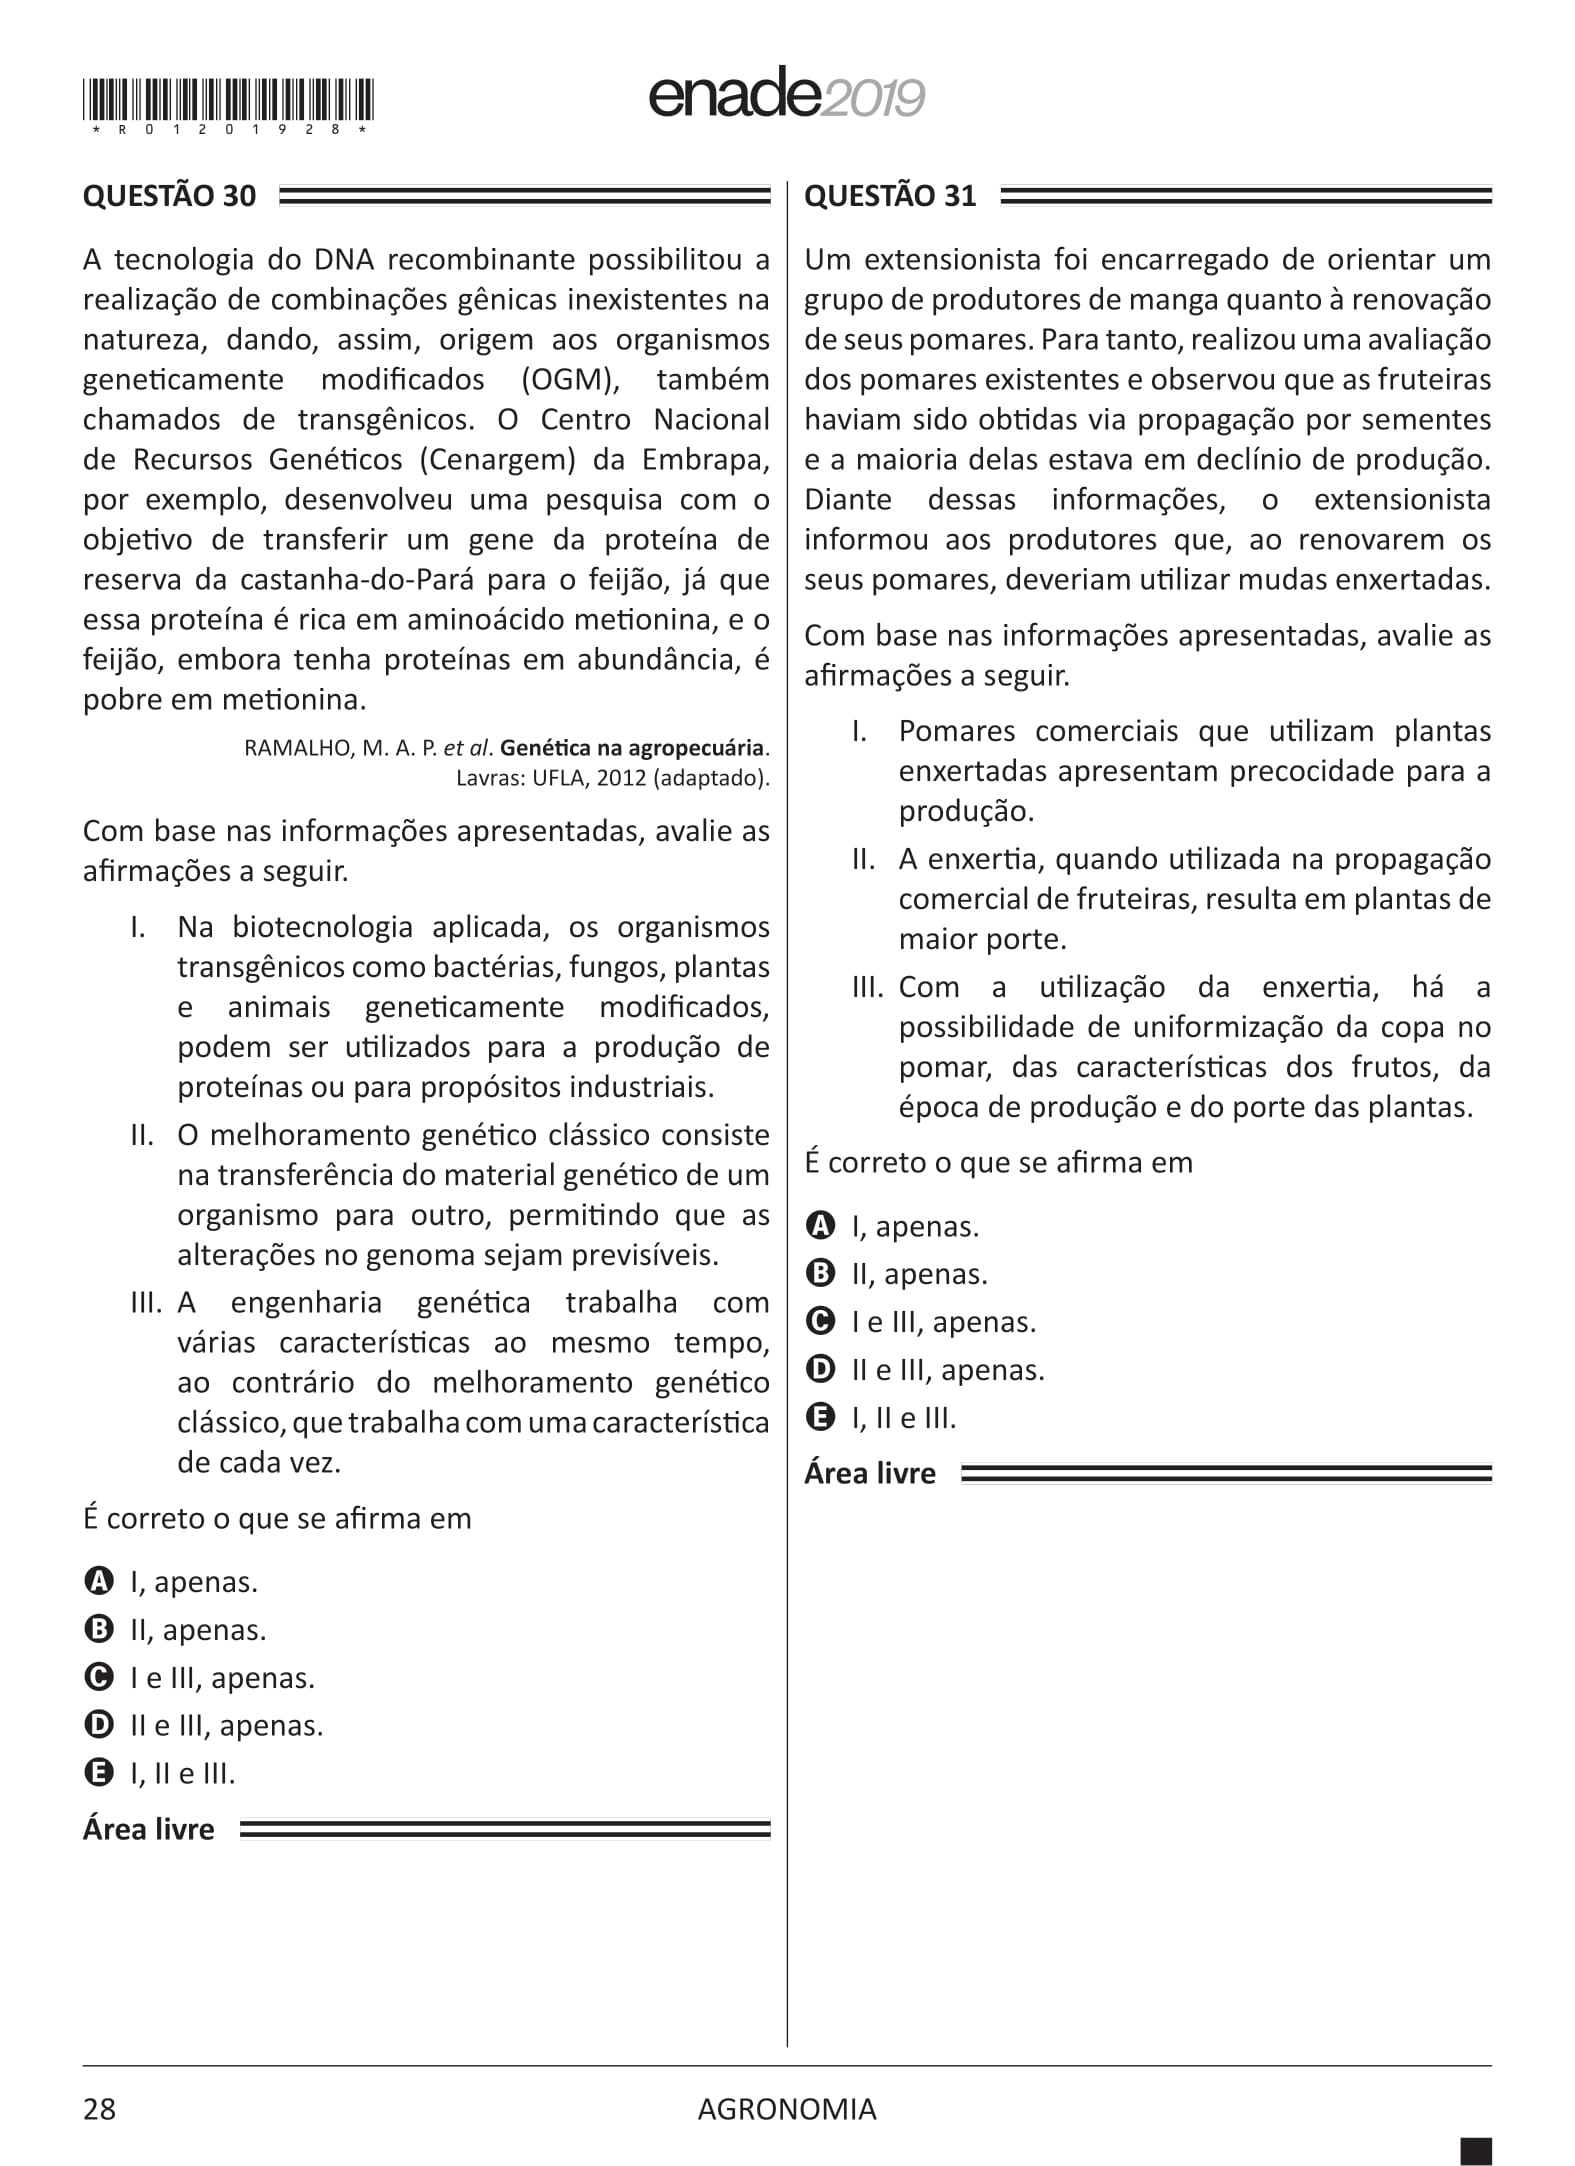 *R01201928*
enade2019
QUESTÃO 30
A tecnologia do DNA recombinante possibilitou a
realização de combinações gênicas inexistentes na
natureza, dando, assim, origem aos organismos
geneticamente modificados (OGM), também
chamados de transgênicos. O Centro Nacional
de Recursos Genéticos (Cenargem) da Embrapa,
por exemplo, desenvolveu uma pesquisa com o
objetivo de transferir um gene da proteína de
reserva da castanha-do-Pará para o feijão, já que
essa proteína é rica em aminoácido metionina, e o
feijão, embora tenha proteínas em abundância, é
pobre em metionina.
RAMALHO, M. A. P. et al. Genética na agropecuária.
Lavras: UFLA, 2012 (adaptado).
Com base nas informações apresentadas, avalie as
afirmações a seguir.
I. Na biotecnologia aplicada, os organismos
transgênicos como bactérias, fungos, plantas
e animais geneticamente modificados,
podem ser utilizados para a produção de
proteínas ou para propósitos industriais.
II. O melhoramento genético clássico consiste
na transferência do material genético de um
organismo para outro, permitindo que as
alterações no genoma sejam previsíveis.
III. A engenharia genética trabalha com
várias características ao mesmo tempo,
ao contrário do melhoramento genético
clássico, que trabalha com uma característica
de cada vez.
É correto o que se afirma em
A I, apenas.
B II, apenas.
C I e III, apenas.
D II e III, apenas.
E I, II e III.
Área livre
QUESTÃO 31
Um extensionista foi encarregado de orientar um
grupo de produtores de manga quanto à renovação
de seus pomares. Para tanto, realizou uma avaliação
dos pomares existentes e observou que as fruteiras
haviam sido obtidas via propagação por sementes
e a maioria delas estava em declínio de produção.
Diante dessas informações, o extensionista
informou aos produtores que, ao renovarem os
seus pomares, deveriam utilizar mudas enxertadas.
Com base nas informações apresentadas, avalie as
afirmações a seguir.
I. Pomares comerciais que utilizam plantas
enxertadas apresentam precocidade para a
produção.
II. A enxertia, quando utilizada na propagação
comercial de fruteiras, resulta em plantas de
maior porte.
III. Com a utilização da enxertia, há a
possibilidade de uniformização da copa no
pomar, das características dos frutos, da
época de produção e do porte das plantas.
É correto o que se afirma em
A I, apenas.
B II, apenas.
C I e III, apenas.
D II e III, apenas.
E I, II e III.
Área livre
28
AGRONOMIA